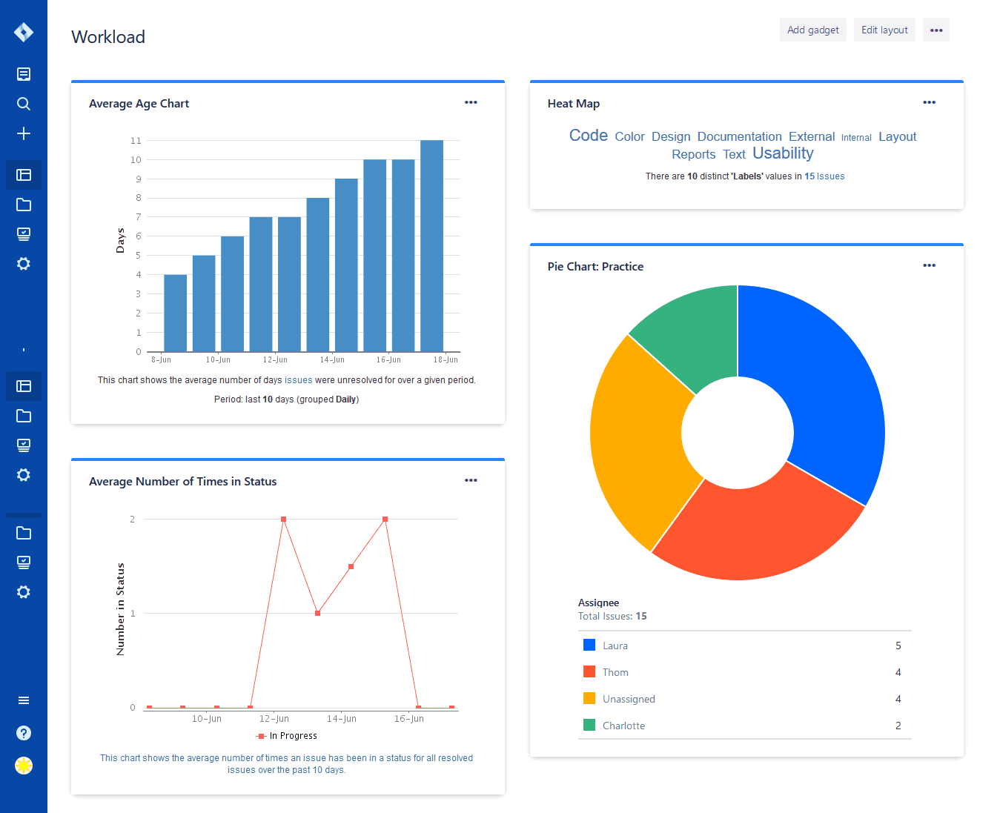 Workload
Add gadget
Edit layout
Average Age Chart
11
10
9
8
7
6
5
4
3
2
1
0
Days
8-Jun 10-Jun 12-Jun 14-Jun 16-Jun 18-Jun
This chart shows the average number of days issues were unresolved for over a given period.
Period: last 10 days (grouped Daily)
Average Number of Times in Status
2
1
0
Number in Status
10-Jun 12-Jun 14-Jun 16-Jun
In Progress
This chart shows the average number of times an issue has been in a status for all resolved
issues over the past 10 days.
Heat Map
Code Color Design Documentation External Internal Layout
Reports Text Usability
There are 10 distinct 'Labels' values in 15 Issues
Pie Chart: Practice
Assignee
Total Issues: 15
Laura 5
Thom 4
Unassigned 4
Charlotte 2